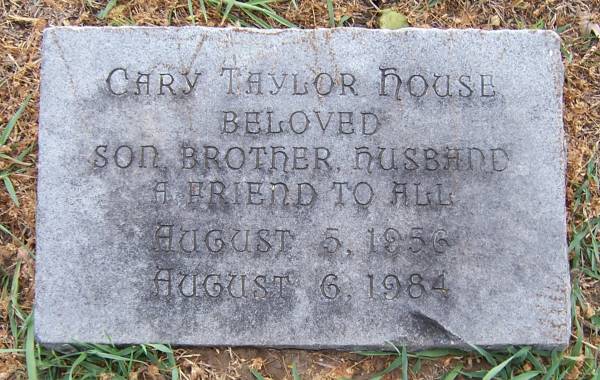 Cary Taylor House
Beloved
Son, Brother, Husband
A Friend to All
August 5, 1956
August 6, 1984